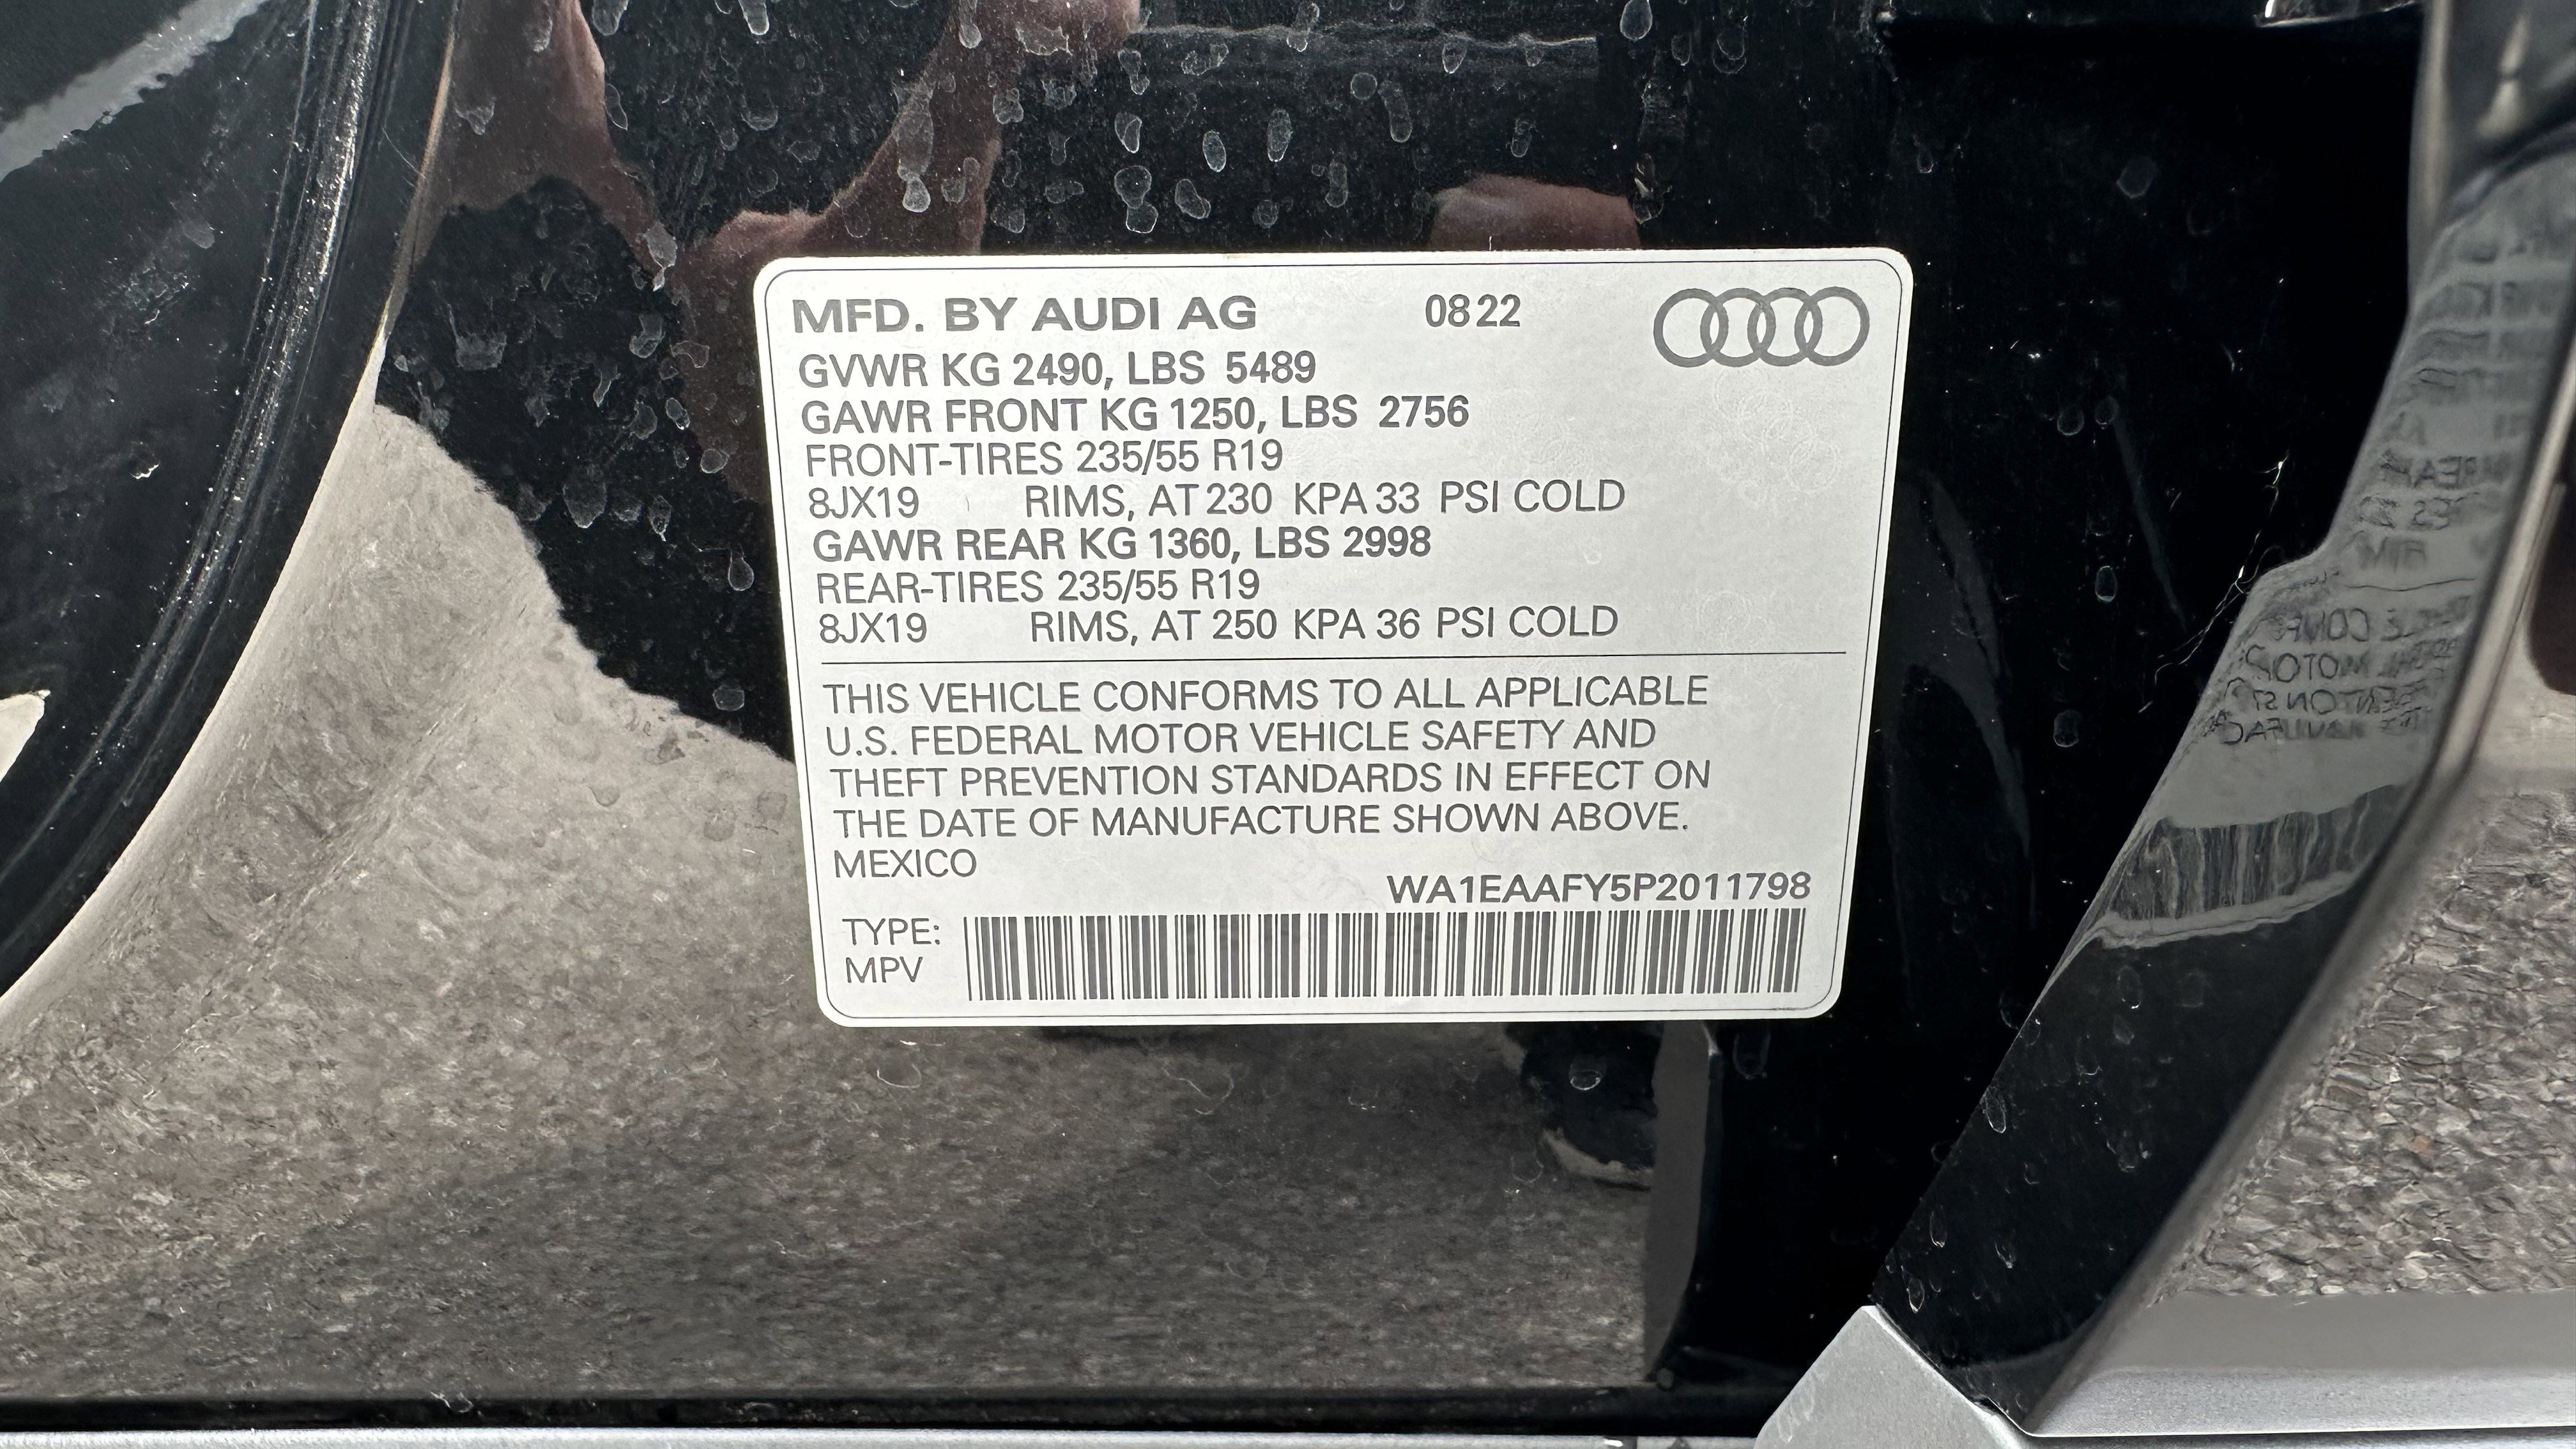 MFD. BY AUDI AG 0822
GVWR KG 2490, LBS 5489
GAWR FRONT KG 1250, LBS 2756
FRONT-TIRES 235/55 R19
8JX19 RIMS, AT 230 KPA 33 PSI COLD
GAWR REAR KG 1360, LBS 2998
REAR-TIRES 235/55 R19
8JX19 RIMS, AT 250 KPA 36 PSI COLD
THIS VEHICLE CONFORMS TO ALL APPLICABLE
U.S. FEDERAL MOTOR VEHICLE SAFETY AND
THEFT PREVENTION STANDARDS IN EFFECT ON
THE DATE OF MANUFACTURE SHOWN ABOVE.
MEXICO
WA1EAAFY5P2011798
TYPE:
MPV